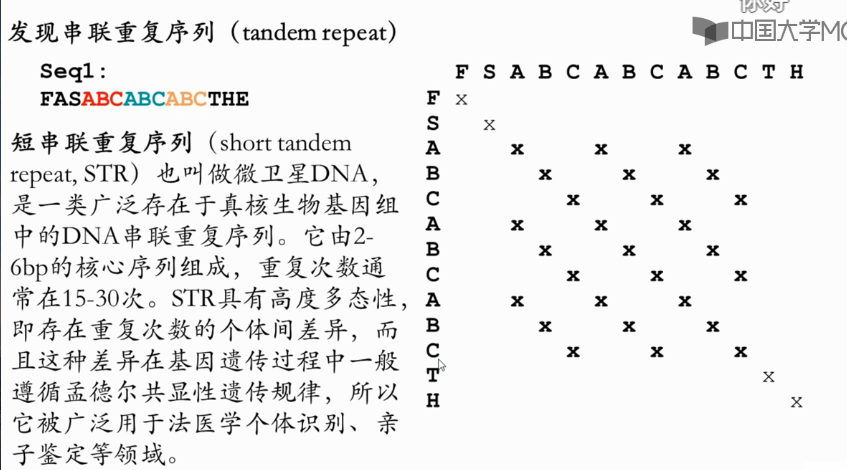 你好
中国大学MO
发现串联重复序列（tandem repeat）
Seq1:
FASABCABCABCTHE
短串联重复序列（short tandem
repeat, STR）也叫做微卫星DNA，
是一类广泛存在于真核生物基因组
中的DNA串联重复序列。它由2-
6bp的核心序列组成，重复次数通
常在15-30次。STR具有高度多态性，
即存在重复次数的个体间差异，而
且这种差异在基因遗传过程中一般
遵循孟德尔共显性遗传规律，所以
它被广泛用于法医学个体识别、亲
子鉴定等领域。
F S A B C A B C A B C T H
F x
S x
A x x x
B x x x
C x x x
A x x x
B x x x
C x x x
A x x x
B x x x
C x x x
T x
H x